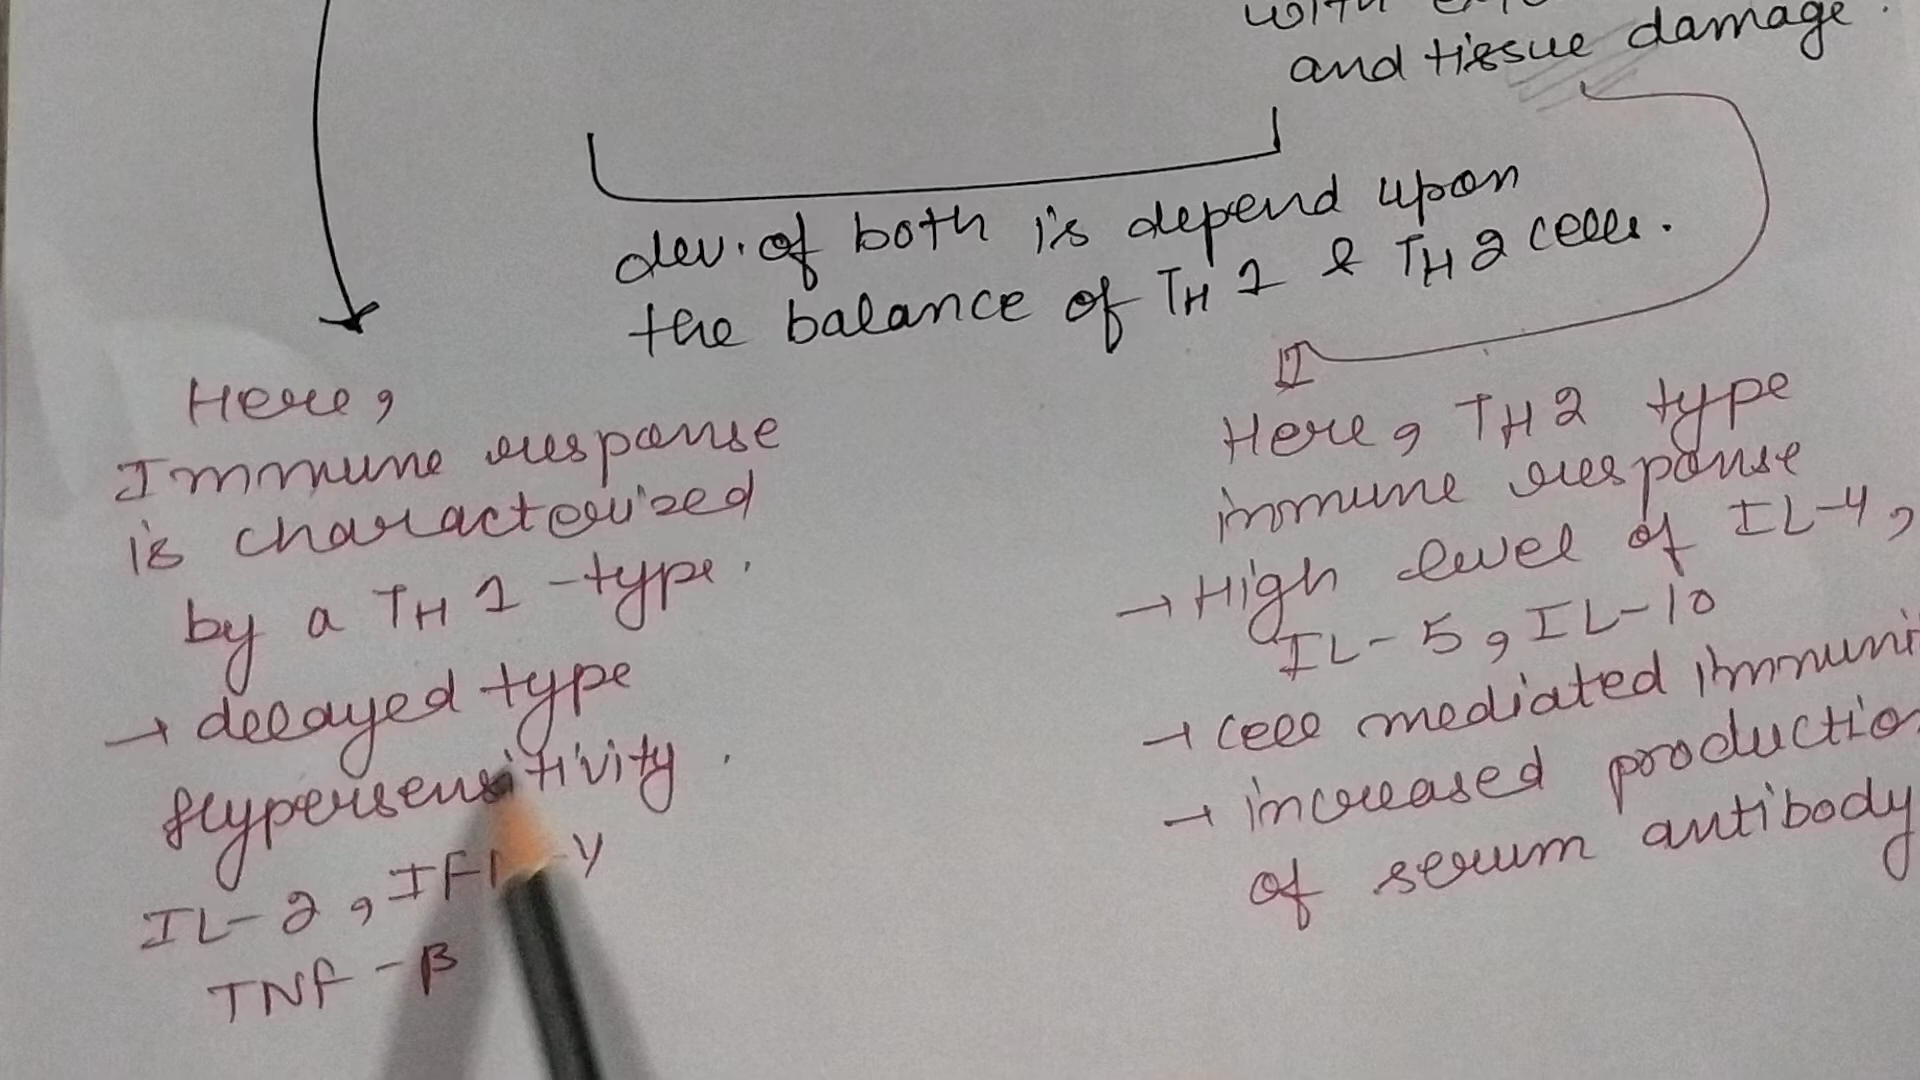 and tissue damage.
dev. of both is depend upon
the balance of TH 1 & TH 2 cells.
Here,
Immune response
is characterized
by a TH 1 -type.
→ delayed type
Hypersensitivity.
IL-2, IF -γ
TNF -β
Here, TH 2 type
immune response
→ High level of IL-4,
IL-5, IL-10
→ cell mediated immuni
→ increased productio
of serum antibody